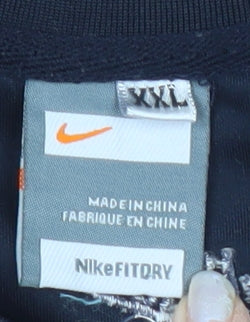 XXL
MADE IN CHINA
FABRIQUE EN CHINE
NikeFITDRY